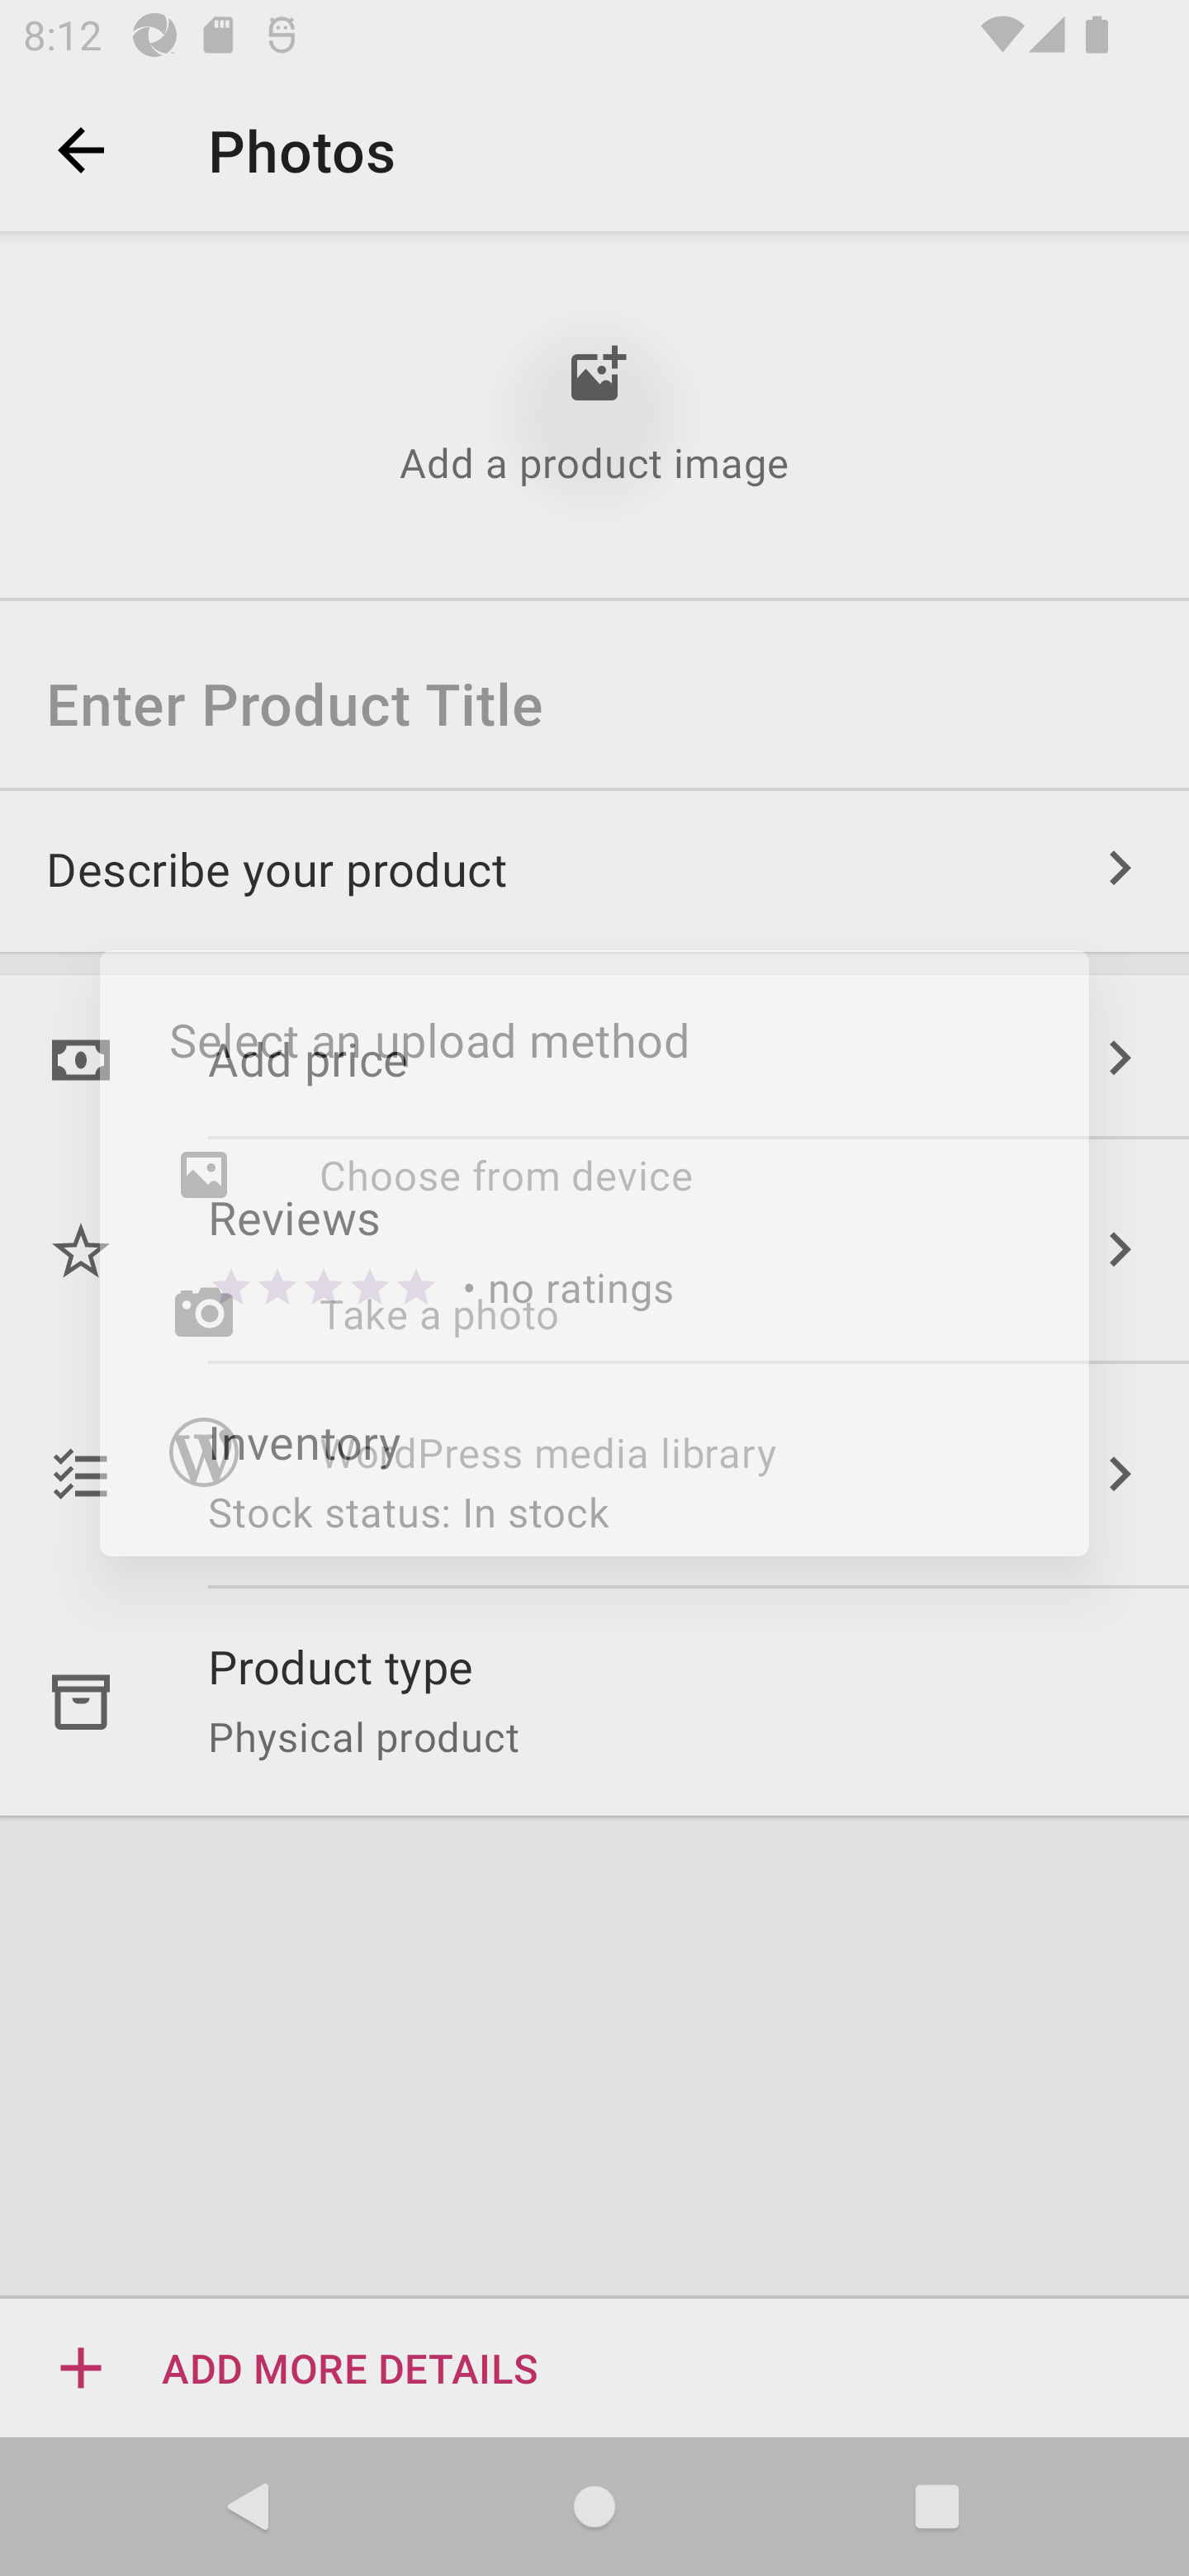 8:12
Photos
Add a product image
Enter Product Title
Describe your product
Select an upload method
Add price
Choose from device
Reviews
• no ratings
Take a photo
Inventory
WordPress media library
Stock status: In stock
Product type
Physical product
ADD MORE DETAILS